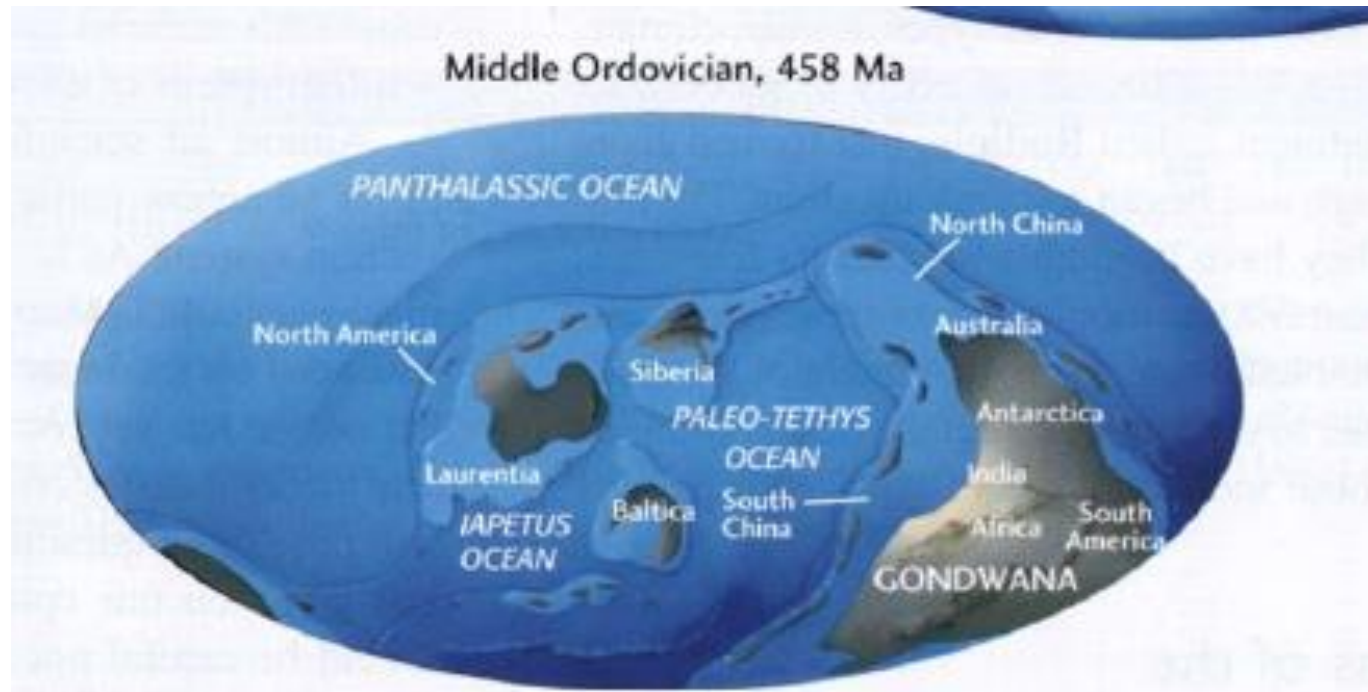 Middle Ordovician, 458 Ma
PANTHALASSIC OCEAN
North China
North America
Australia
Siberia
PALEO-TETHYS
OCEAN
Antarctica
Laurentia
India
Baltica
South
China
IAPETUS
OCEAN
Africa
South
America
GONDWANA